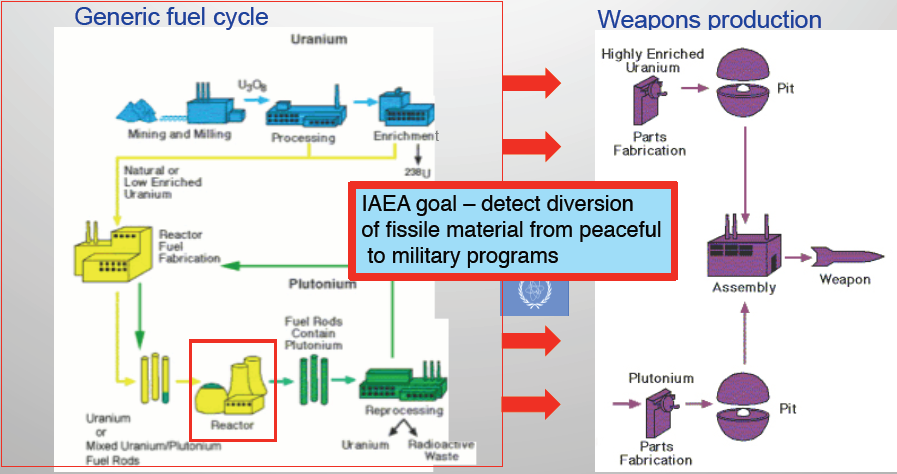 Generic fuel cycle
Uranium
U₃O₈
Mining and Milling
Processing
Enrichment
²³⁸U
Natural or
Low Enriched
Uranium
Reactor
Fuel
Fabrication
Plutonium
Fuel Rods
Contain
Plutonium
Uranium
or
Mixed Uranium/Plutonium
Fuel Rods
Reactor
Reprocessing
Uranium
Radioactive
Waste
IAEA goal – detect diversion
of fissile material from peaceful
to military programs
Weapons production
Highly Enriched
Uranium
Pit
Parts
Fabrication
Assembly
Weapon
Plutonium
Pit
Parts
Fabrication